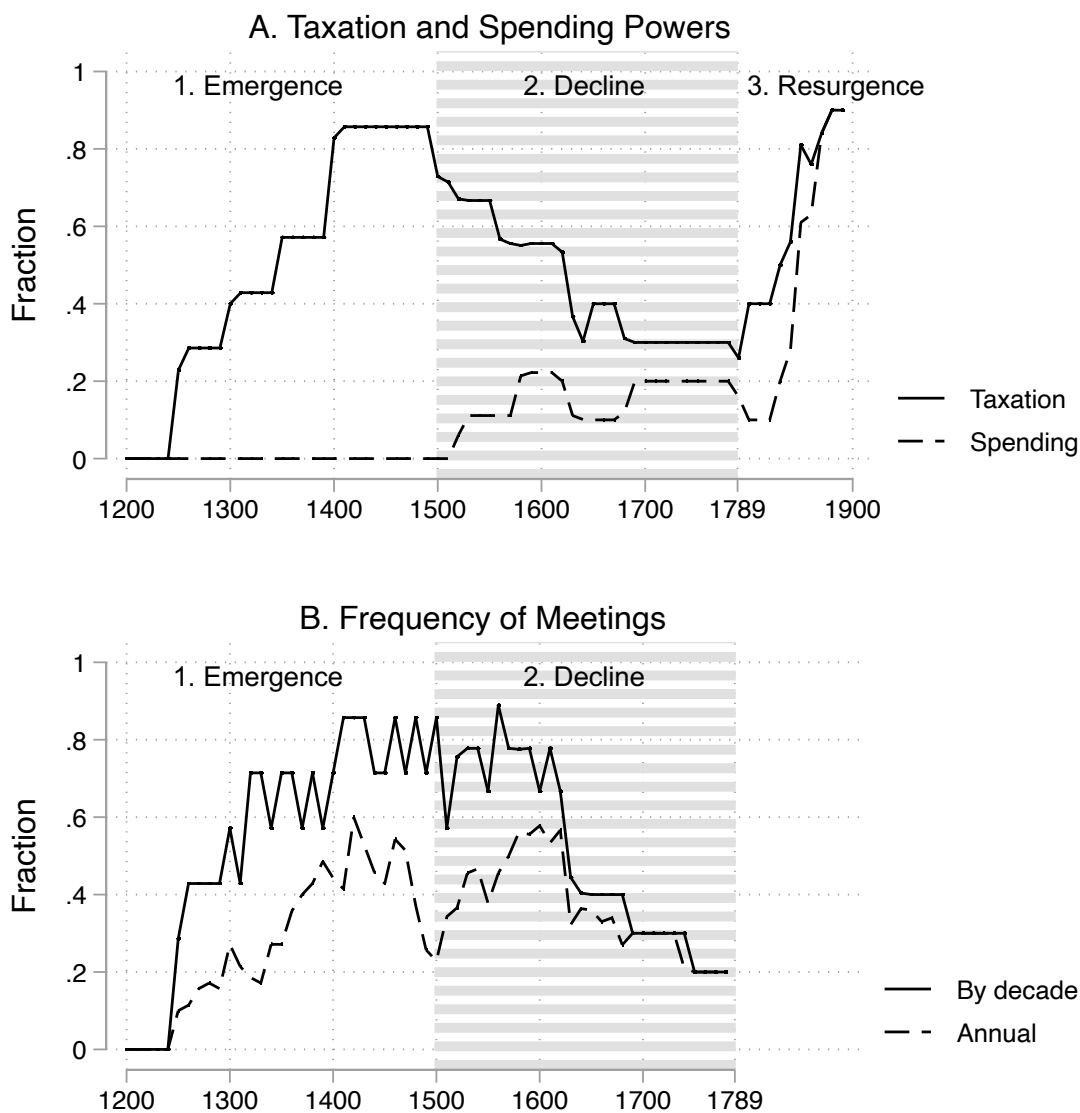 A. Taxation and Spending Powers
1. Emergence 2. Decline 3. Resurgence
1
.8
.6
.4
.2
0
Fraction
Taxation
Spending
1200 1300 1400 1500 1600 1700 1789 1900
B. Frequency of Meetings
1. Emergence 2. Decline
1
.8
.6
.4
.2
0
Fraction
By decade
Annual
1200 1300 1400 1500 1600 1700 1789